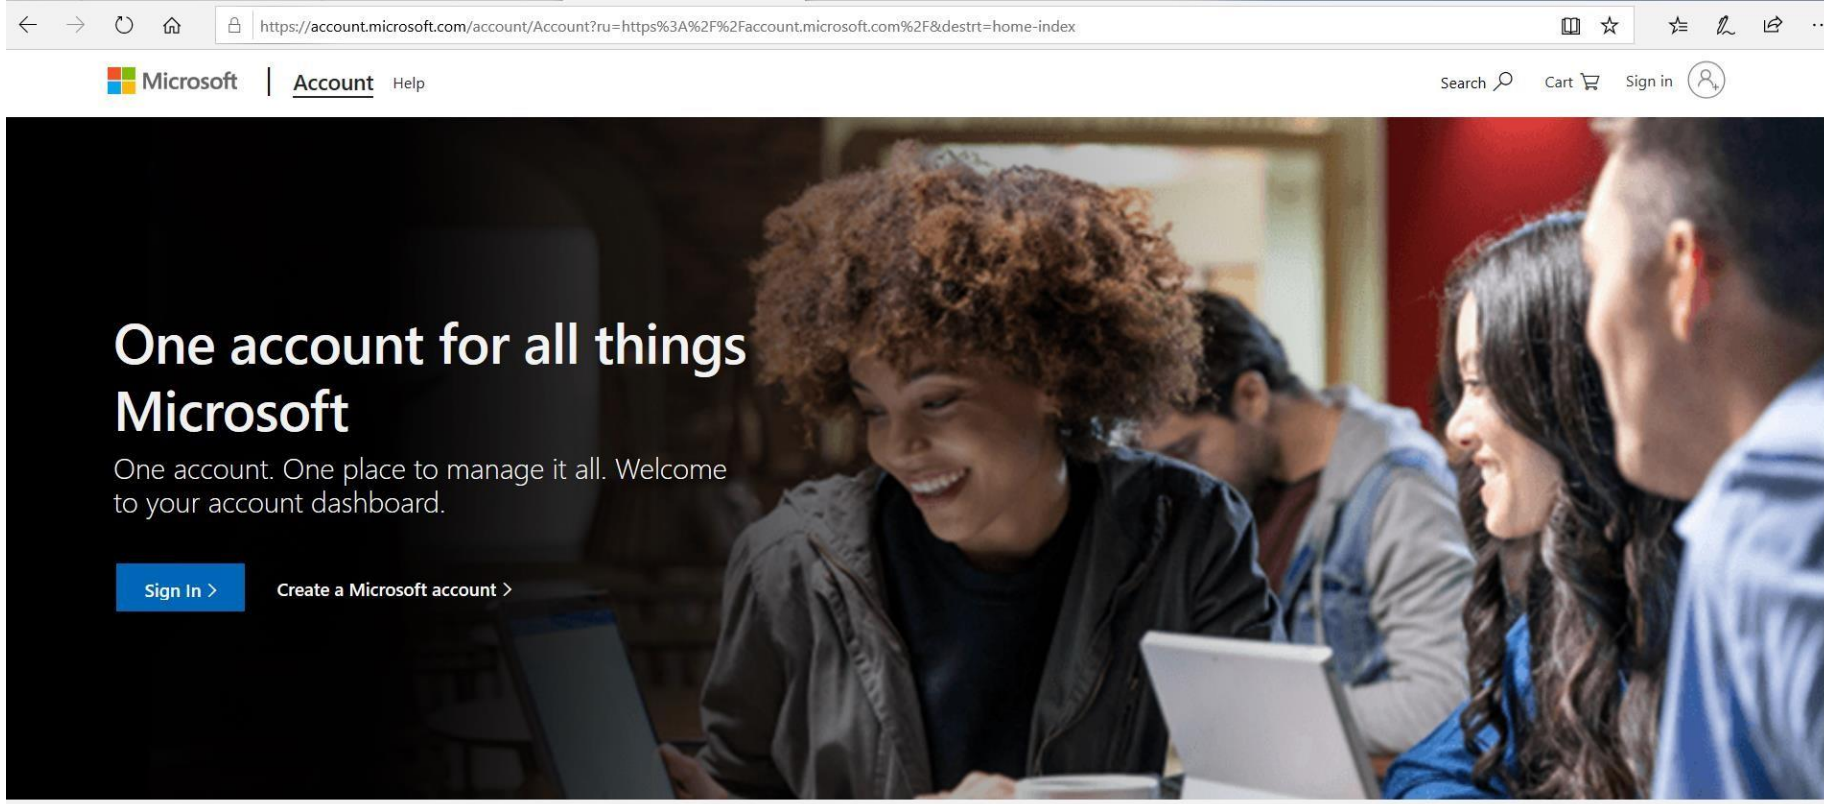 https://account.microsoft.com/account/Account?ru=https%3A%2F%2Faccount.microsoft.com%2F&destrt=home-index
Microsoft | Account Help Search Cart Sign in
One account for all things
Microsoft
One account. One place to manage it all. Welcome
to your account dashboard.
Sign In > Create a Microsoft account >